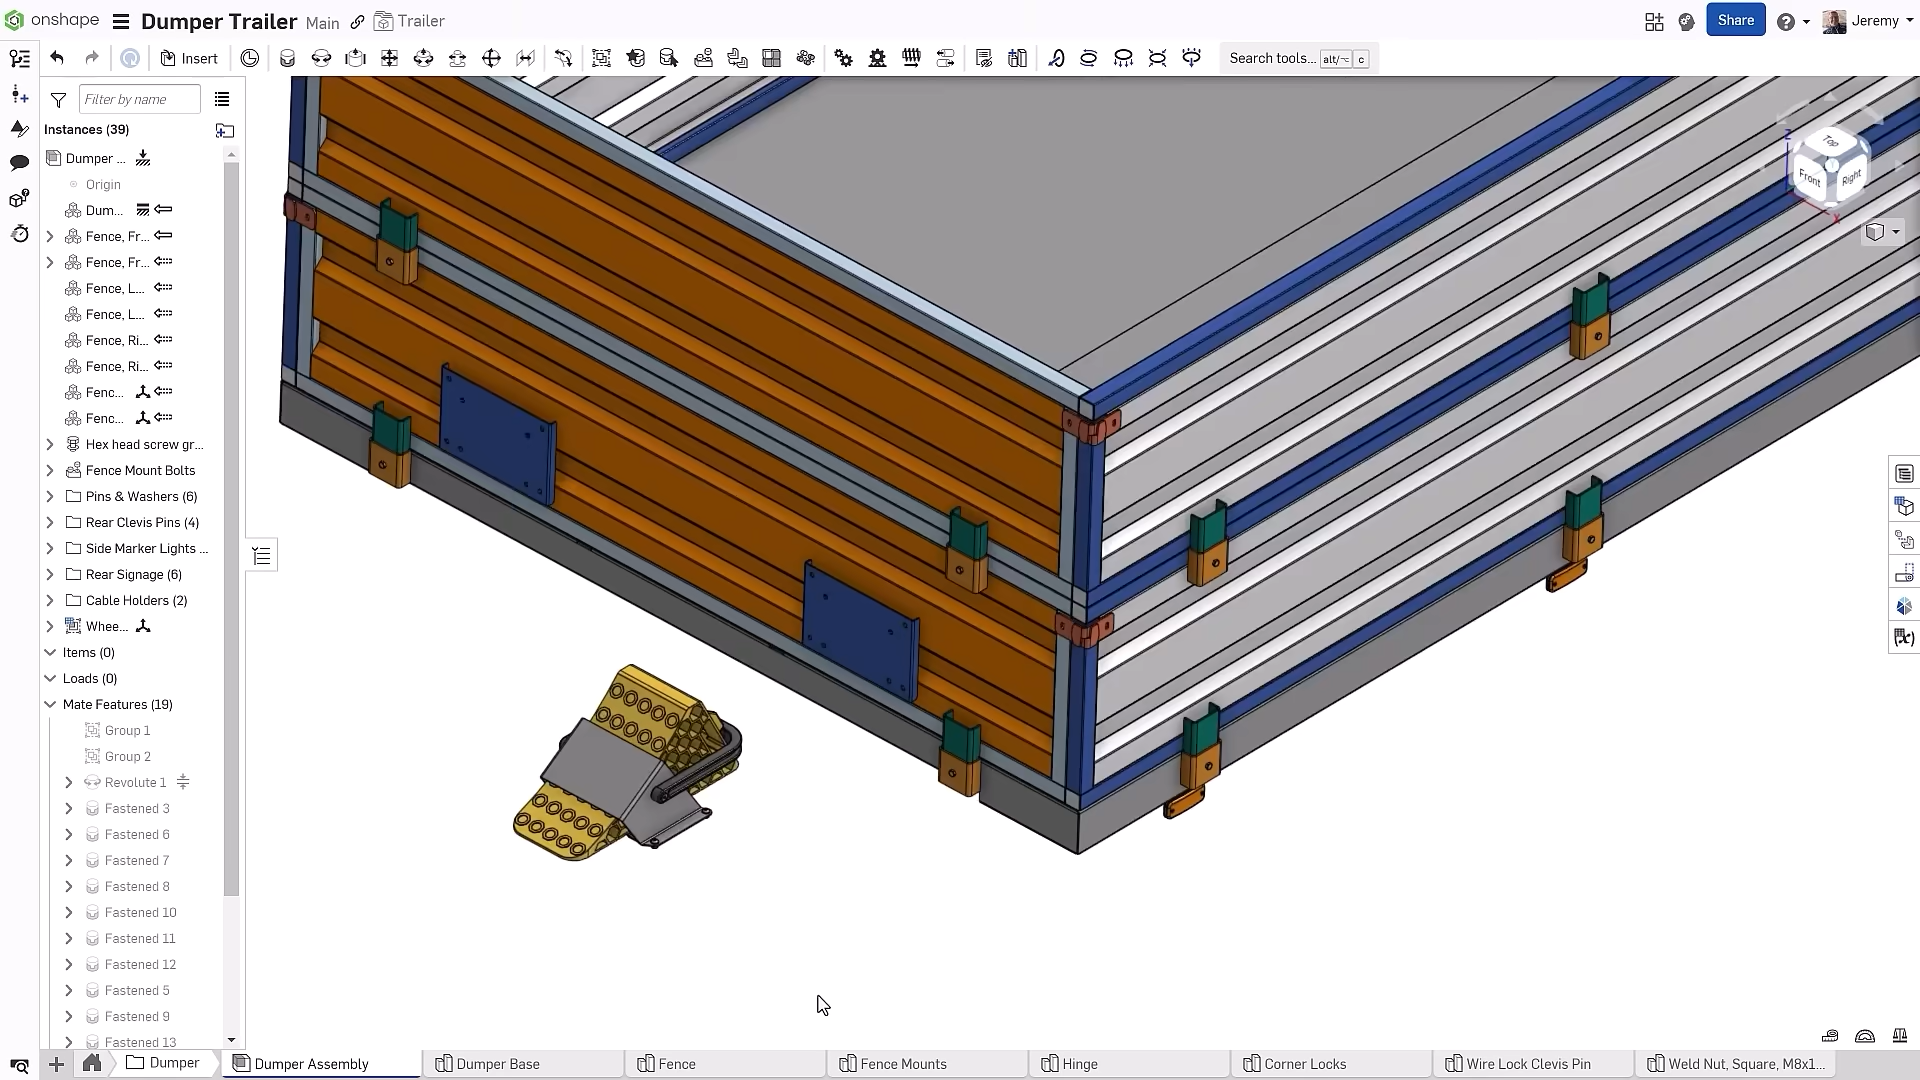 onshape Dumper Trailer Main Trailer Share Jeremy
Insert Search tools... alt/⌥ c
Filter by name
Instances (39)
Dumper ...
Origin
Dum...
Fence, Fr...
Fence, Fr...
Fence, L...
Fence, L...
Fence, Ri...
Fence, Ri...
Fenc...
Fenc...
Hex head screw gr...
Fence Mount Bolts
Pins & Washers (6)
Rear Clevis Pins (4)
Side Marker Lights ...
Rear Signage (6)
Cable Holders (2)
Whee...
Items (0)
Loads (0)
Mate Features (19)
Group 1
Group 2
Revolute 1
Fastened 3
Fastened 6
Fastened 7
Fastened 8
Fastened 10
Fastened 11
Fastened 12
Fastened 5
Fastened 9
Fastened 13
Z
Top
Front Right
X
Dumper Dumper Assembly Dumper Base Fence Fence Mounts Hinge Corner Locks Wire Lock Clevis Pin Weld Nut, Square, M8x1...